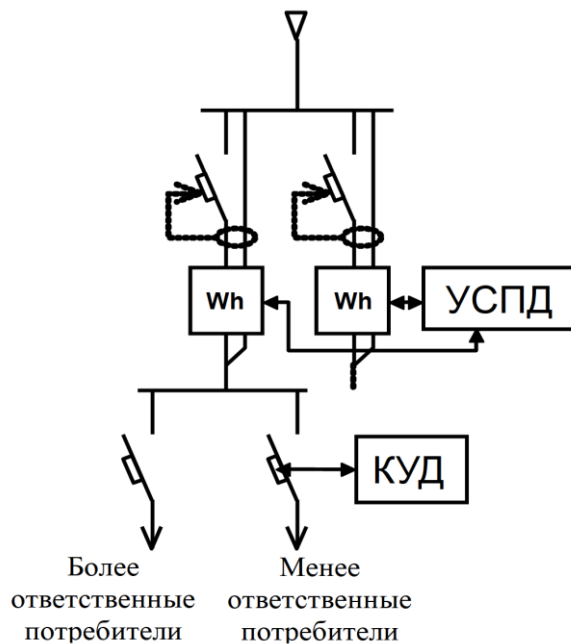 Wh
Wh
УСПД
КУД
Более
ответственные
потребители
Менее
ответственные
потребители